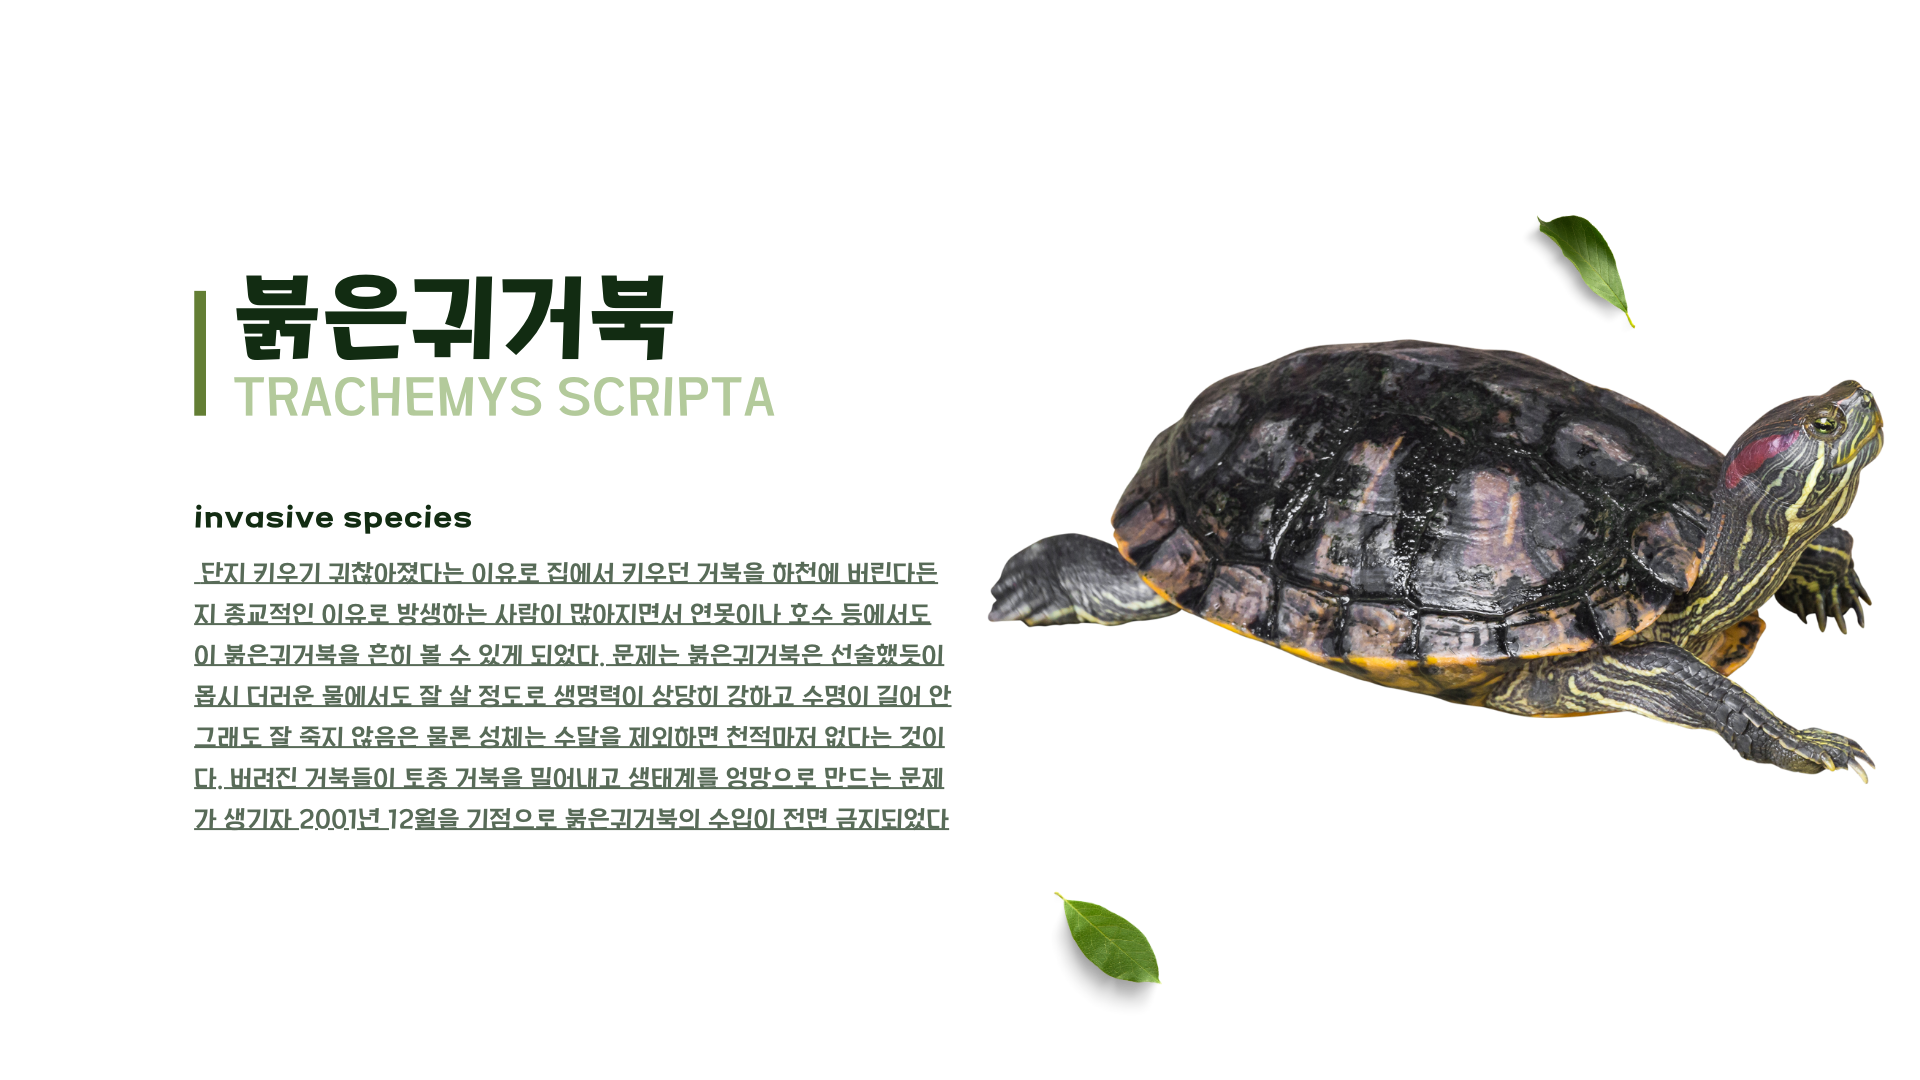 붉은귀거북
TRACHEMYS SCRIPTA
invasive species
단지 키우기 귀찮아졌다는 이유로 집에서 키우던 거북을 하천에 버린다든
지 종교적인 이유로 방생하는 사람이 많아지면서 연못이나 호수 등에서도
이 붉은귀거북을 흔히 볼 수 있게 되었다. 문제는 붉은귀거북은 선술했듯이
몹시 더러운 물에서도 잘 살 정도로 생명력이 상당히 강하고 수명이 길어 안
그래도 잘 죽지 않음은 물론 성체는 수달을 제외하면 천적마저 없다는 것이
다. 버려진 거북들이 토종 거북을 밀어내고 생태계를 엉망으로 만드는 문제
가 생기자 2001년 12월을 기점으로 붉은귀거북의 수입이 전면 금지되었다